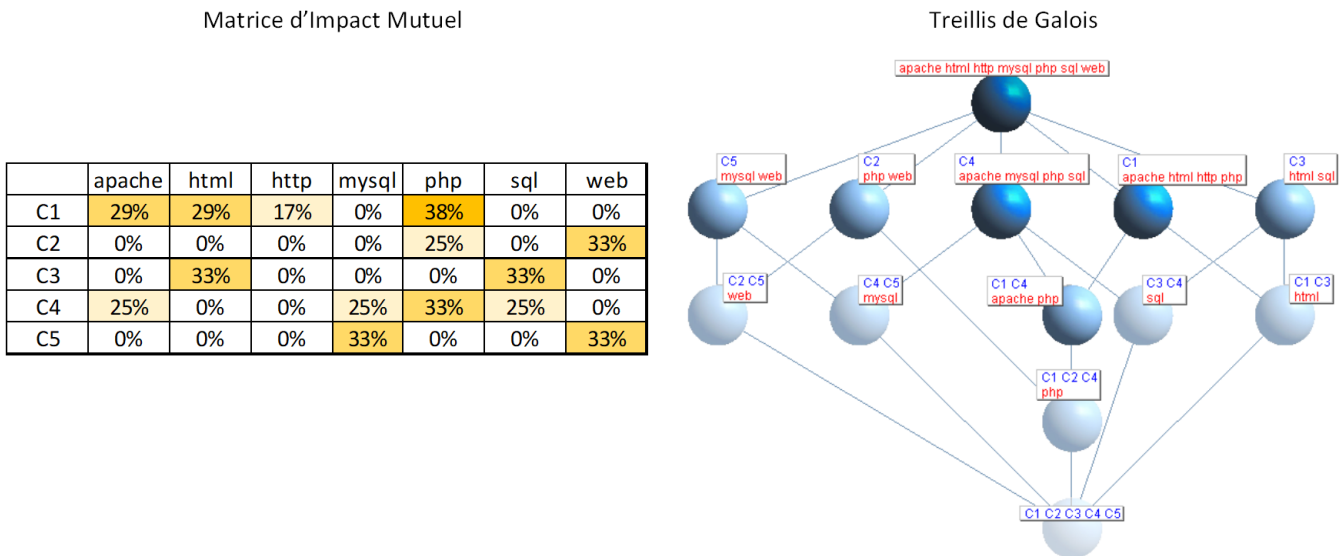 Matrice d'Impact Mutuel
apache html http mysql php sql web
C1 29% 29% 17% 0% 38% 0% 0%
C2 0% 0% 0% 0% 25% 0% 33%
C3 0% 33% 0% 0% 0% 33% 0%
C4 25% 0% 0% 25% 33% 25% 0%
C5 0% 0% 0% 33% 0% 0% 33%
Treillis de Galois
apache html http mysql php sql web
C5
mysql web
C2
php web
C4
apache mysql php sql
C1
apache html http php
C3
html sql
C2 C5
web
C4 C5
mysql
C1 C4
apache php
C3 C4
sql
C1 C3
html
C1 C2 C4
php
C1 C2 C3 C4 C5